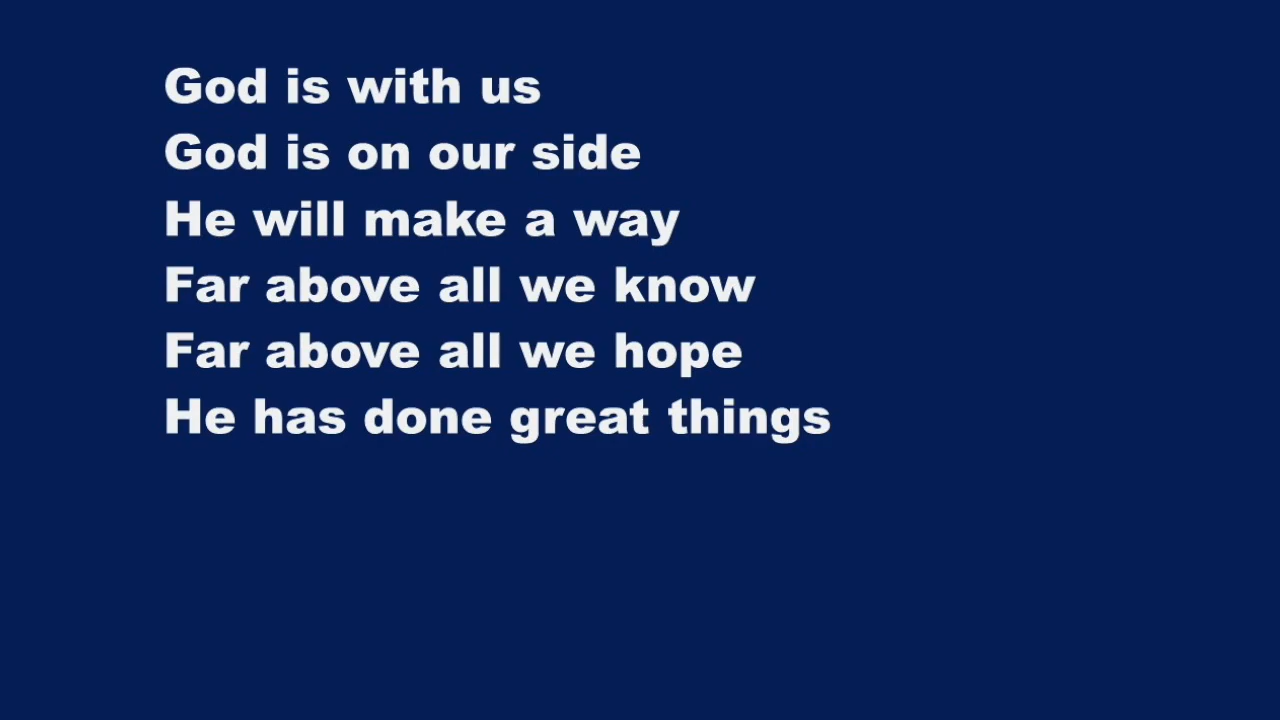 God is with us
God is on our side
He will make a way
Far above all we know
Far above all we hope
He has done great things